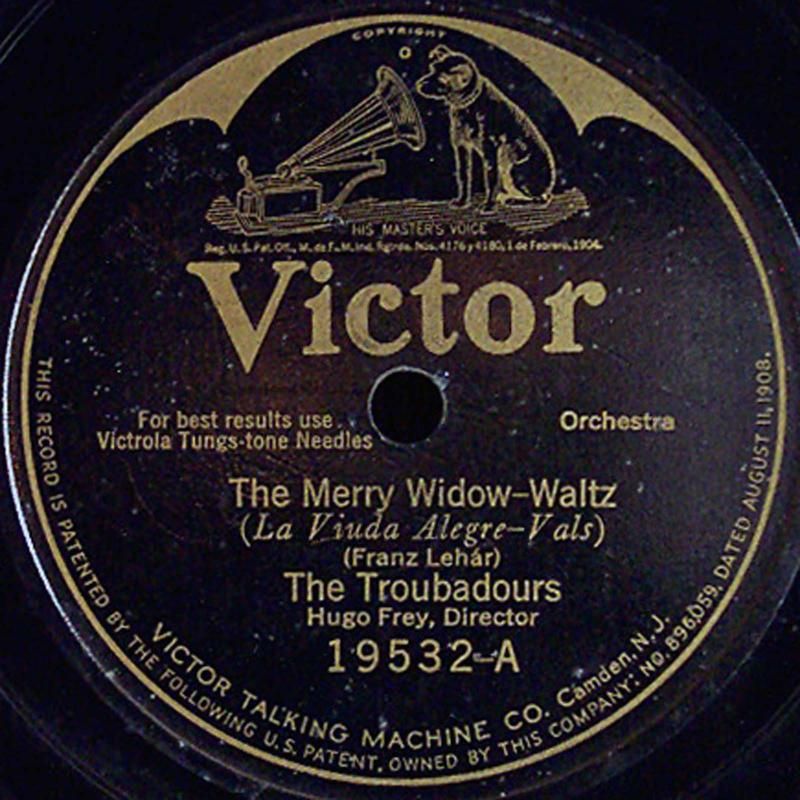 COPYRIGHT
HIS MASTER'S VOICE
Reg. U.S. Pat. Off., M. de F., M. Ind. Rgtrda. Nús. 4176 y 4180, 1 de Febrero, 1906.
Victor
For best results use
Victrola Tungs-tone Needles
Orchestra
The Merry Widow-Waltz
(La Viuda Alegre-Vals)
(Franz Lehár)
The Troubadours
Hugo Frey, Director
19532-A
VICTOR TALKING MACHINE CO. Camden, N.J.
THIS RECORD IS PATENTED BY THE FOLLOWING U.S. PATENT, OWNED BY THIS COMPANY: NO. 896,059, DATED AUGUST 11, 1908.